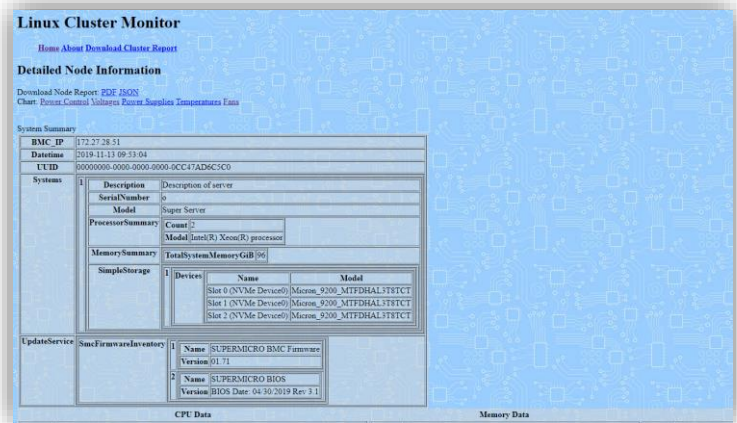 Linux Cluster Monitor
Home About Download Cluster Report
Detailed Node Information
Download Node Report: PDF JSON
Chart: Power Control Voltages Power Supplies Temperatures Fans
System Summary
BMC_IP 172.27.28.51
Datetime 2019-11-13 09:53:04
UUID 00000000-0000-0000-0000-0CC47AD6C5C0
Systems 1 Description Description of server
SerialNumber o
Model Super Server
ProcessorSummary Count 2
Model Intel(R) Xeon(R) processor
MemorySummary TotalSystemMemoryGiB 96
SimpleStorage 1 Devices Name Model
Slot 0 (NVMe Device0) Micron_9200_MTFDHAL3T8TCT
Slot 1 (NVMe Device0) Micron_9200_MTFDHAL3T8TCT
Slot 2 (NVMe Device0) Micron_9200_MTFDHAL3T8TCT
UpdateService SmcFirmwareInventory 1 Name SUPERMICRO BMC Firmware
Version 01.71
2 Name SUPERMICRO BIOS
Version BIOS Date: 04/30/2019 Rev 3.1
CPU Data Memory Data